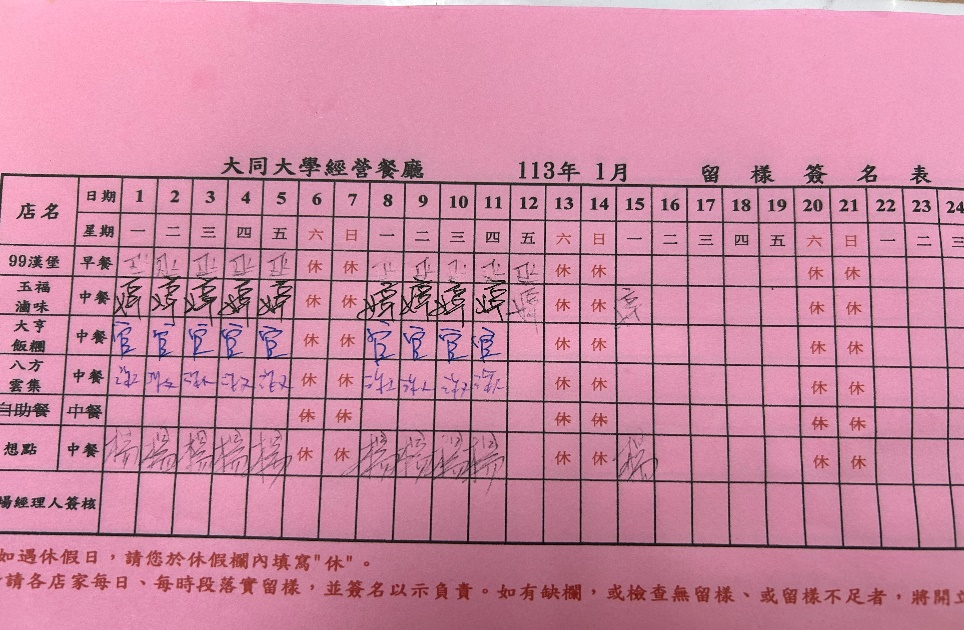 大同大學經營餐廳 113年 1月 留樣簽名表
店名 日期 1 2 3 4 5 6 7 8 9 10 11 12 13 14 15 16 17 18 19 20 21 22 23 24
星期 一 二 三 四 五 六 日 一 二 三 四 五 六 日 一 二 三 四 五 六 日 一 二 三
99漢堡 早餐 休 休 休 休 休 休
玉福滷味 中餐 休 休 休 休 休 休
大亨飯糰 中餐 官 官 官 官 官 休 休 官 官 官 官 休 休 休 休
八方雲集 中餐 休 休 休 休 休 休
自助餐 中餐 休 休 休 休 休 休
想點 中餐 楊 楊 楊 楊 楊 休 休 楊 楊 楊 楊 休 休 楊 休 休
場經理人簽核
如遇休假日，請您於休假欄內填寫"休"。
請各店家每日、每時段落實留樣，並簽名以示負責。如有缺欄，或檢查無留樣、或留樣不足者，將開立